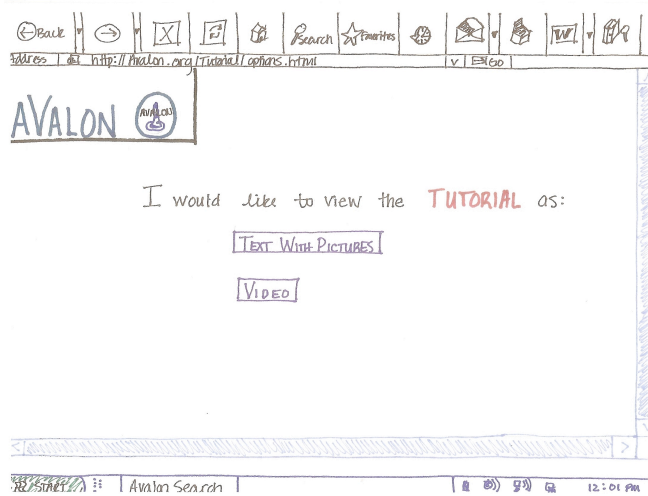 Back X Search Favorites W
Address http://Avalon.org/Tutorial/options.html v GO
AVALON AVALON
I would like to view the TUTORIAL as:
TEXT WITH PICTURES
VIDEO
< >
START Avalon Search 12:01 PM